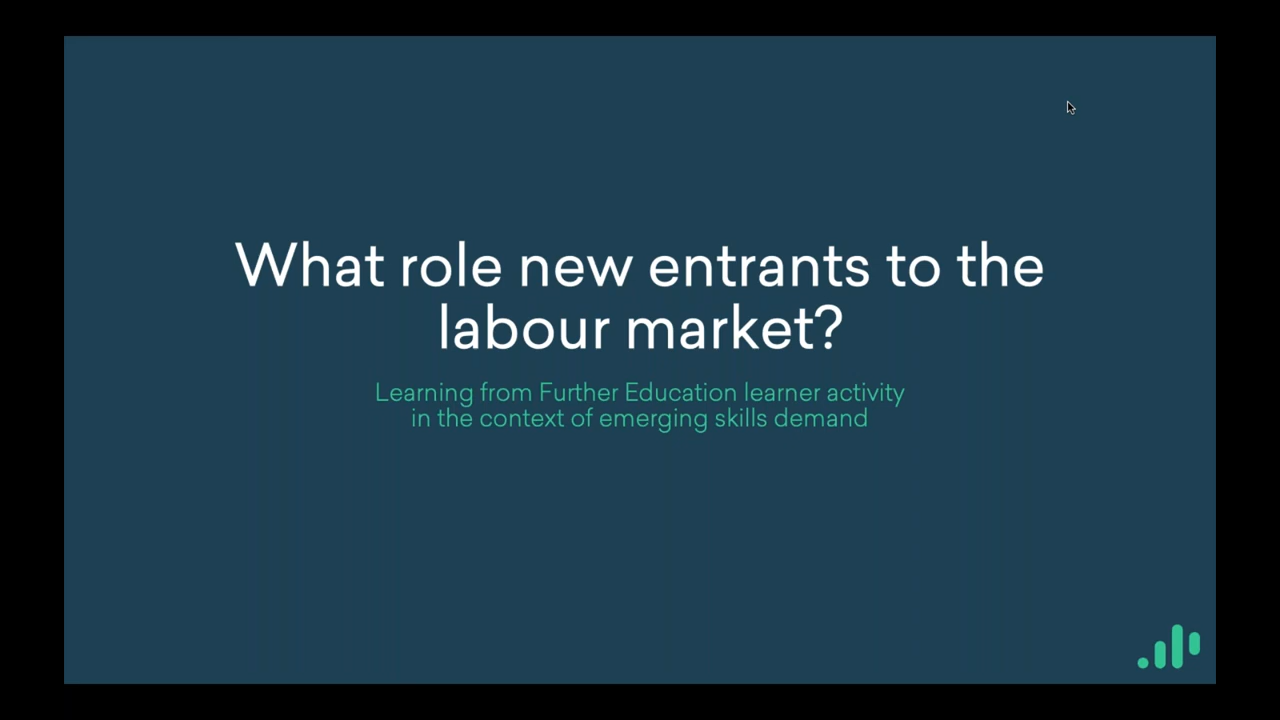 What role new entrants to the
labour market?
Learning from Further Education learner activity
in the context of emerging skills demand